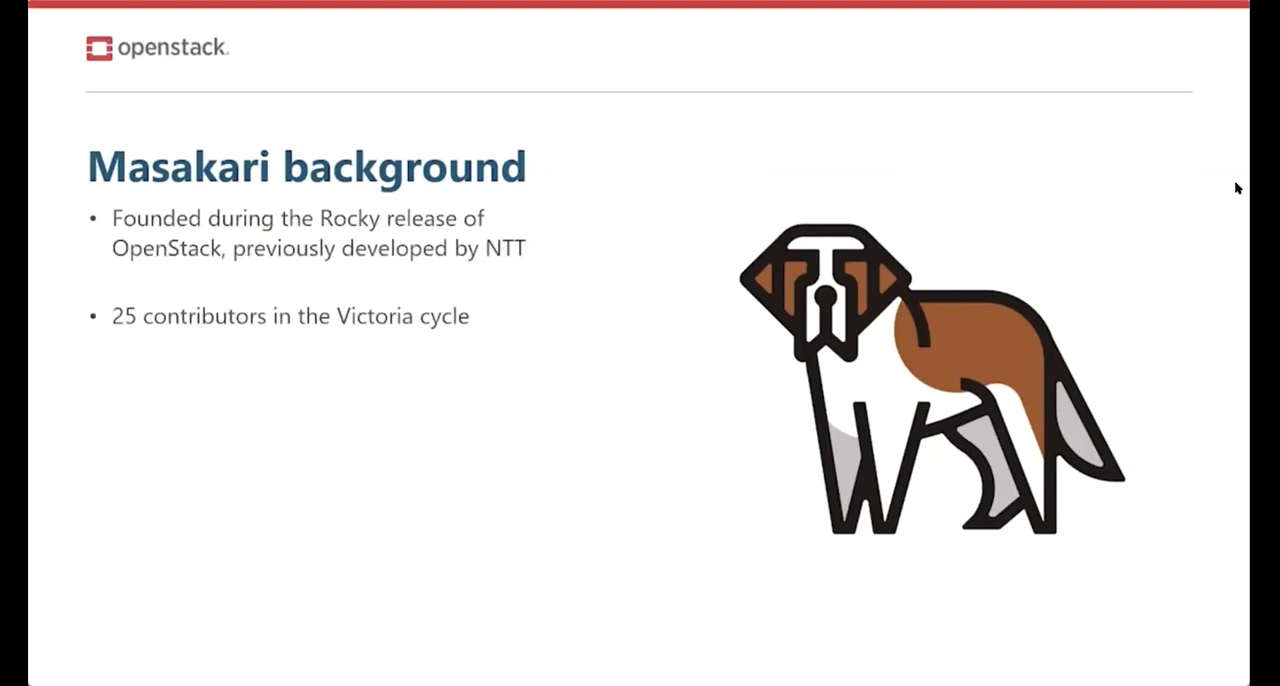 openstack.
Masakari background
• Founded during the Rocky release of
OpenStack, previously developed by NTT
• 25 contributors in the Victoria cycle